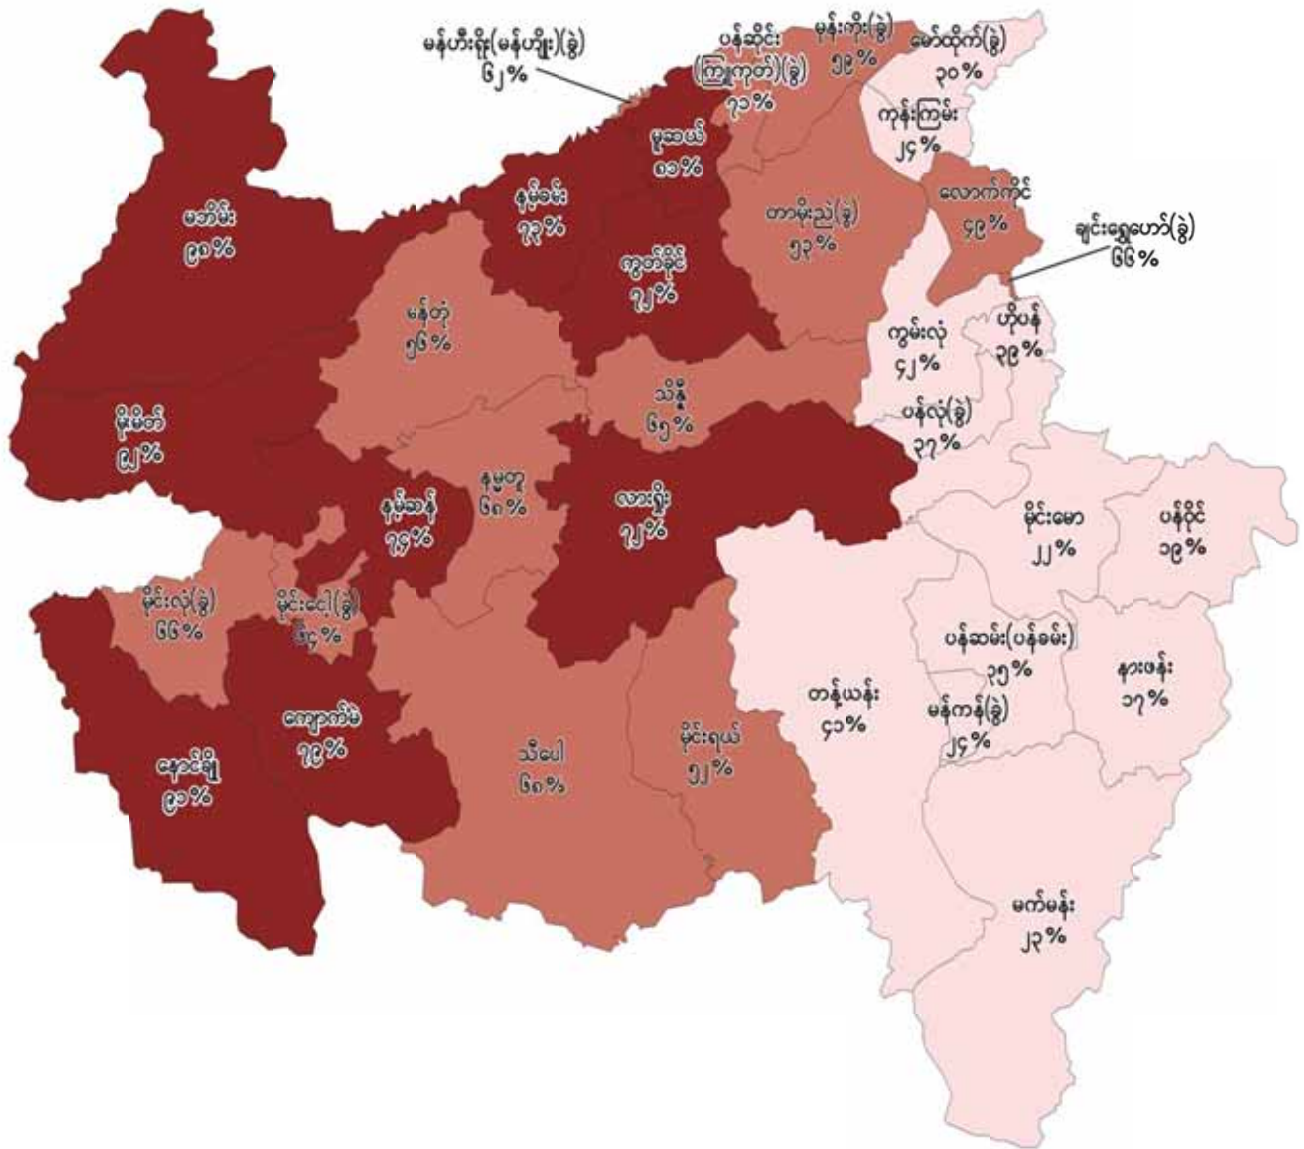 မန်ဟီးရိုး(မန်ဟျိုး)(ခွဲ)
၆၂%
ပန်ဆိုင်း
(ကြူကုတ်)(ခွဲ)
၇၁%
မုန်းကိုး(ခွဲ)
၅၉%
မော်ထိုက်(ခွဲ)
၃၀%
ကုန်းကြမ်း
၂၄%
မူဆယ်
၈၁%
နမ့်ခမ်း
၇၃%
မဘိမ်း
၉၈%
တာမိုးညဲ(ခွဲ)
၅၃%
လောက်ကိုင်
၄၉%
ချင်းရွှေဟော်(ခွဲ)
၆၆%
ကွတ်ခိုင်
၇၂%
မန်တုံ
၅၆%
ကွမ်းလုံ
၄၂%
ဟိုပန်
၃၉%
သိန္နီ
၆၅%
ပန်လုံ(ခွဲ)
၃၇%
မိုးမိတ်
၉၂%
နမ္မတူ
၆၈%
နမ့်ဆန်
၇၄%
လားရှိုး
၇၂%
မိုင်းမော
၂၂%
ပန်ဝိုင်
၁၉%
မိုင်းလုံ(ခွဲ)
၆၆%
မိုင်းငေါ့(ခွဲ)
ပန်ဆမ်း(ပန်ခမ်း)
၃၅%
နားဖန်း
၁၇%
တန့်ယန်း
၄၁%
မန်ကန်(ခွဲ)
၂၄%
ကျောက်မဲ
၇၉%
သီပေါ
၆၈%
မိုင်းရယ်
၅၂%
နောင်ချို
၉၁%
မက်မန်း
၂၃%